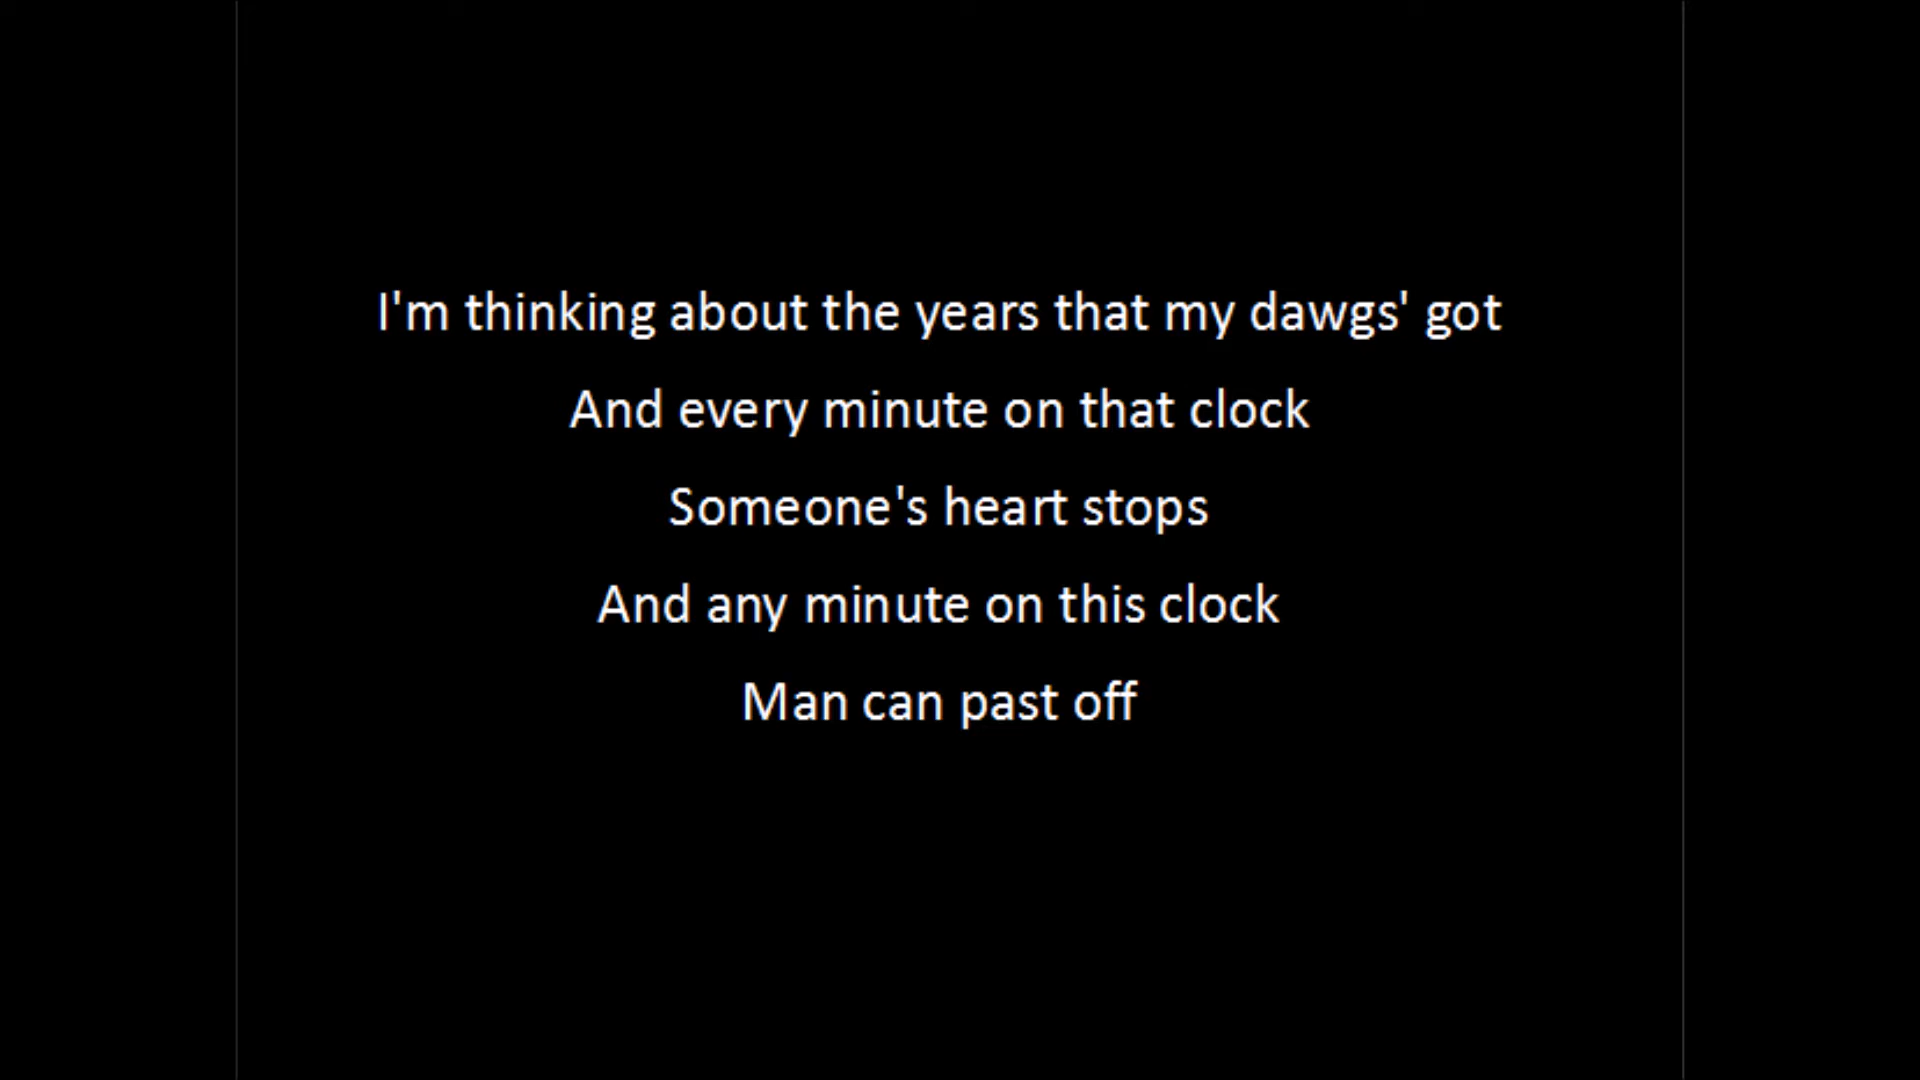 I'm thinking about the years that my dawgs' got
And every minute on that clock
Someone's heart stops
And any minute on this clock
Man can past off